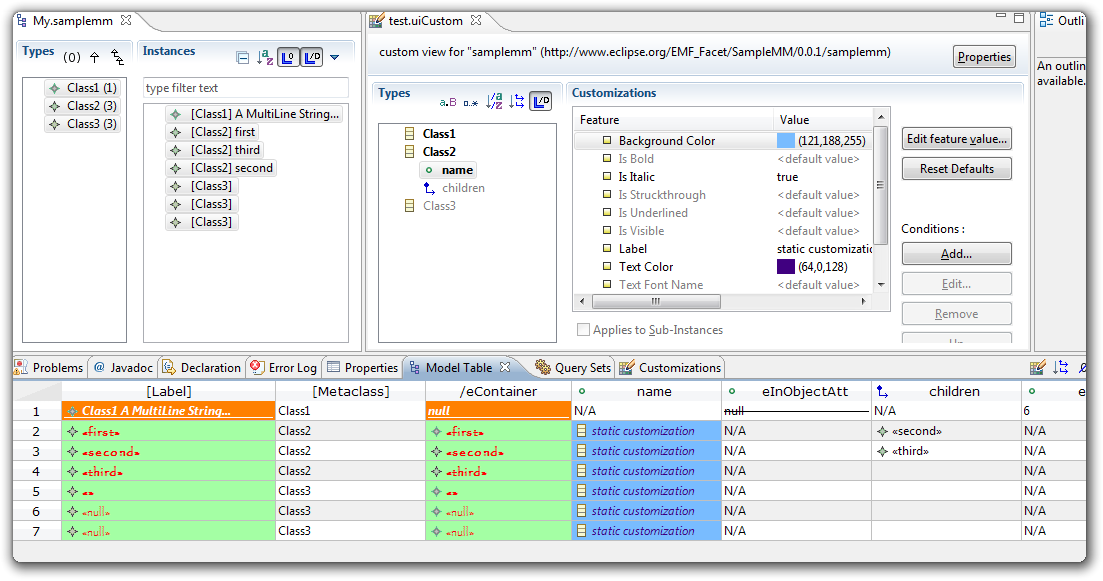 My.samplemm
Types (0)
Class1 (1)
Class2 (3)
Class3 (3)
Instances
type filter text
[Class1] A MultiLine String...
[Class2] first
[Class2] third
[Class2] second
[Class3]
[Class3]
[Class3]
test.uiCustom
custom view for "samplemm" (http://www.eclipse.org/EMF_Facet/SampleMM/0.0.1/samplemm)
Properties
Types
Class1
Class2
name
children
Class3
Customizations
Feature Value
Background Color (121,188,255)
Is Bold <default value>
Is Italic true
Is Struckthrough <default value>
Is Underlined <default value>
Is Visible <default value>
Label static customizatio
Text Color (64,0,128)
Text Font Name <default value>
Applies to Sub-Instances
Edit feature value...
Reset Defaults
Conditions :
Add...
Edit...
Remove
Outli
An outlin
available.
Problems @ Javadoc Declaration Error Log Properties Model Table Query Sets Customizations
[Label] [Metaclass] /eContainer name eInObjectAtt children e
1 Class1 A MultiLine String... Class1 null N/A null N/A 6
2 «first» Class2 «first» static customization N/A «second» N/A
3 «second» Class2 «second» static customization N/A «third» N/A
4 «third» Class2 «third» static customization N/A N/A
5 «» Class3 «» static customization N/A N/A
6 «null» Class3 «null» static customization N/A N/A
7 «null» Class3 «null» static customization N/A N/A